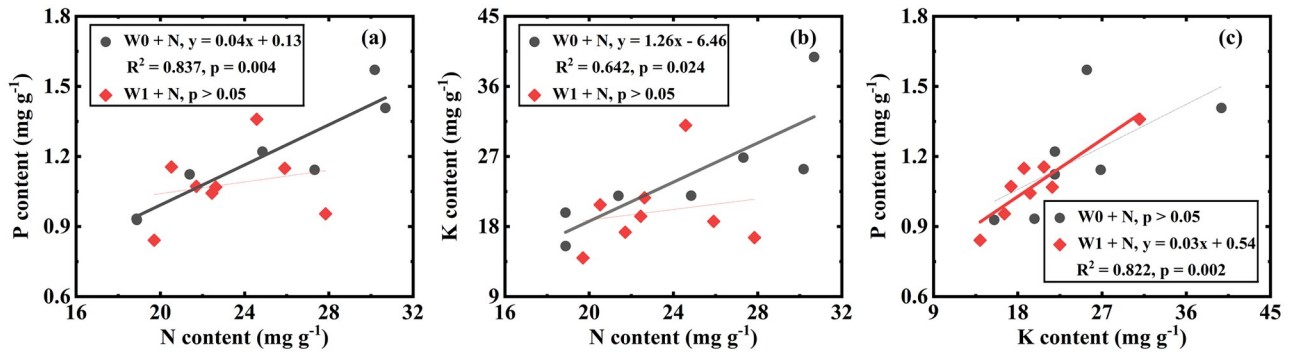 (a)
W0 + N, y = 0.04x + 0.13
R² = 0.837, p = 0.004
W1 + N, p > 0.05
P content (mg g⁻¹)
1.8
1.5
1.2
0.9
0.6
16 20 24 28 32
N content (mg g⁻¹)
(b)
W0 + N, y = 1.26x - 6.46
R² = 0.642, p = 0.024
W1 + N, p > 0.05
K content (mg g⁻¹)
45
36
27
18
9
16 20 24 28 32
N content (mg g⁻¹)
(c)
P content (mg g⁻¹)
1.8
1.5
1.2
0.9
0.6
W0 + N, p > 0.05
W1 + N, y = 0.03x + 0.54
R² = 0.822, p = 0.002
9 18 27 36 45
K content (mg g⁻¹)